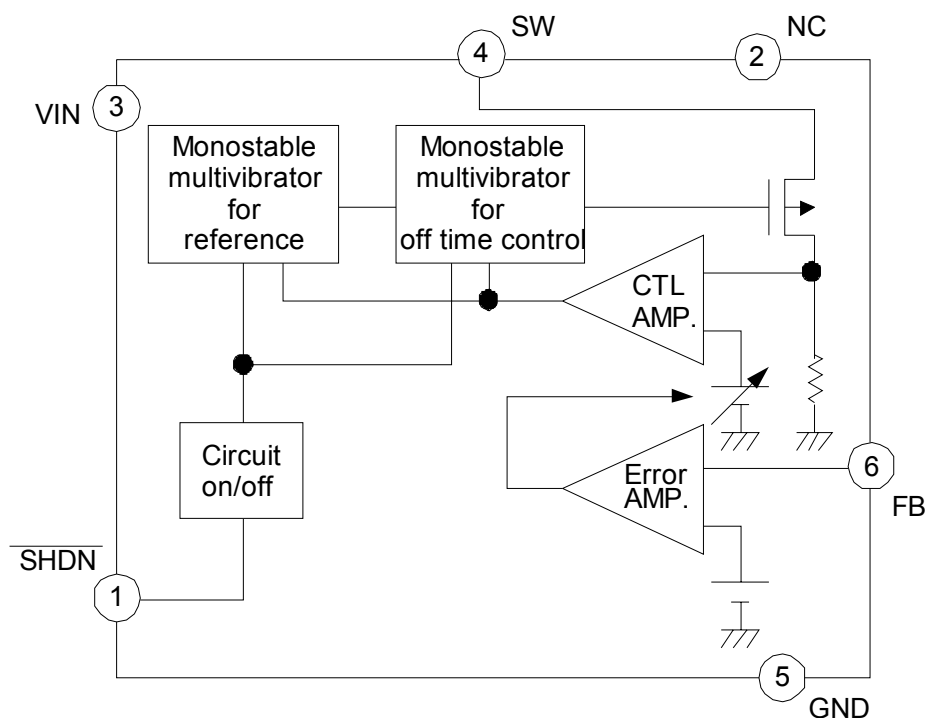 SW
NC
4
2
3
VIN
Monostable
multivibrator
for
reference
Monostable
multivibrator
for
off time control
CTL
AMP.
Circuit
on/off
Error
AMP.
6
FB
SHDN
1
5
GND